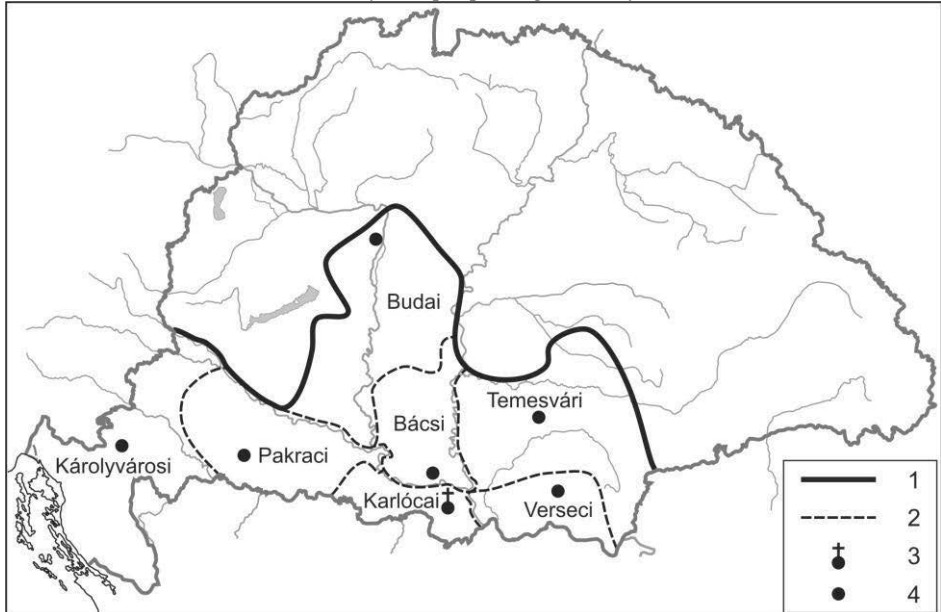 Budai
Temesvári
Bácsi
Károlyvárosi
Pakraci
Karlócai
Verseci
1
2
3
4